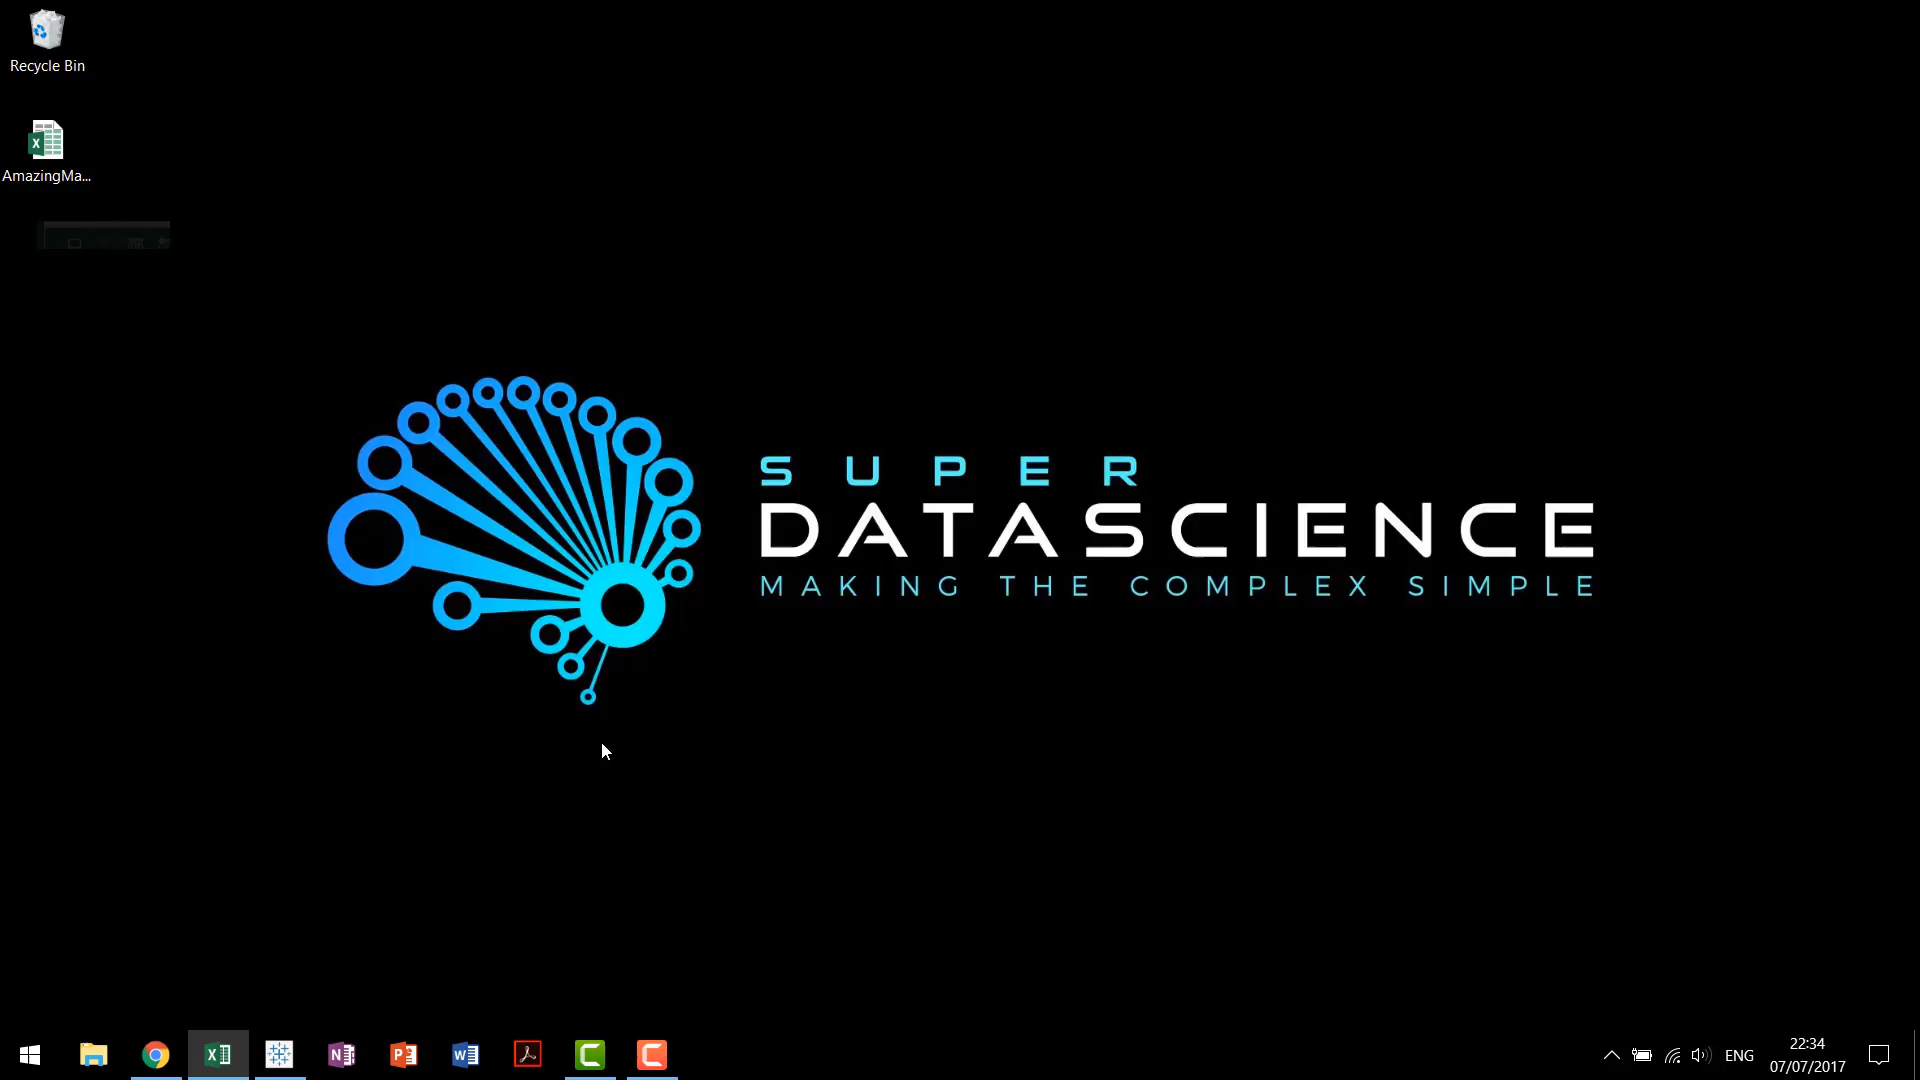 Recycle Bin
AmazingMa...
SUPER
DATASCIENCE
MAKING THE COMPLEX SIMPLE
ENG
22:34
07/07/2017